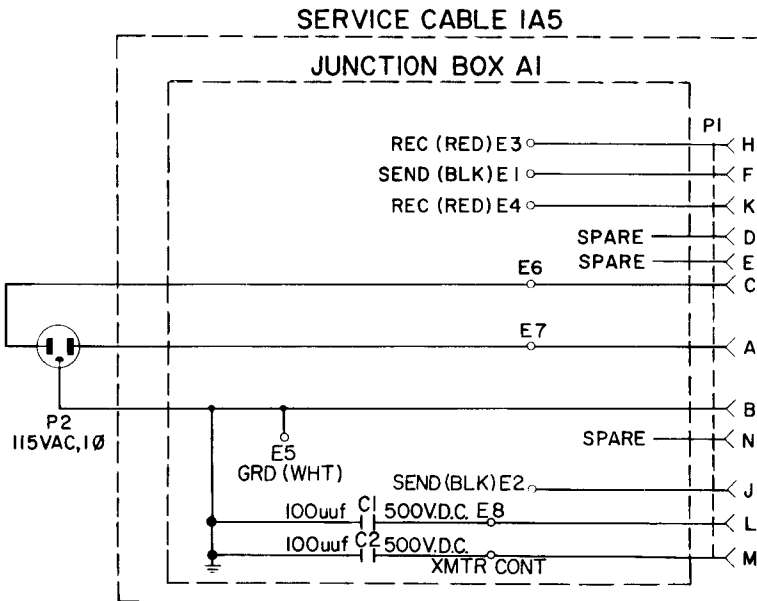 SERVICE CABLE 1A5
JUNCTION BOX A1
P1
REC (RED) E3 H
SEND (BLK) E1 F
REC (RED) E4 K
SPARE D
SPARE E
E6 C
E7 A
B
P2
115VAC, 1Ø
E5
GRD (WHT)
SPARE N
SEND (BLK) E2 J
100uuf C1 500V.D.C. E8 L
100uuf C2 500V.D.C. M
XMTR CONT